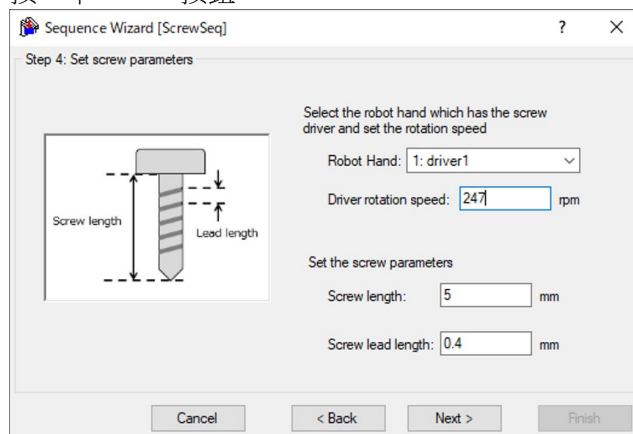 Sequence Wizard [ScrewSeq]
?
Step 4: Set screw parameters
Select the robot hand which has the screw
driver and set the rotation speed
Robot Hand: 1: driver1
Driver rotation speed: 247 rpm
Screw length
Lead length
Set the screw parameters
Screw length: 5 mm
Screw lead length: 0.4 mm
Cancel
< Back
Next >
Finish